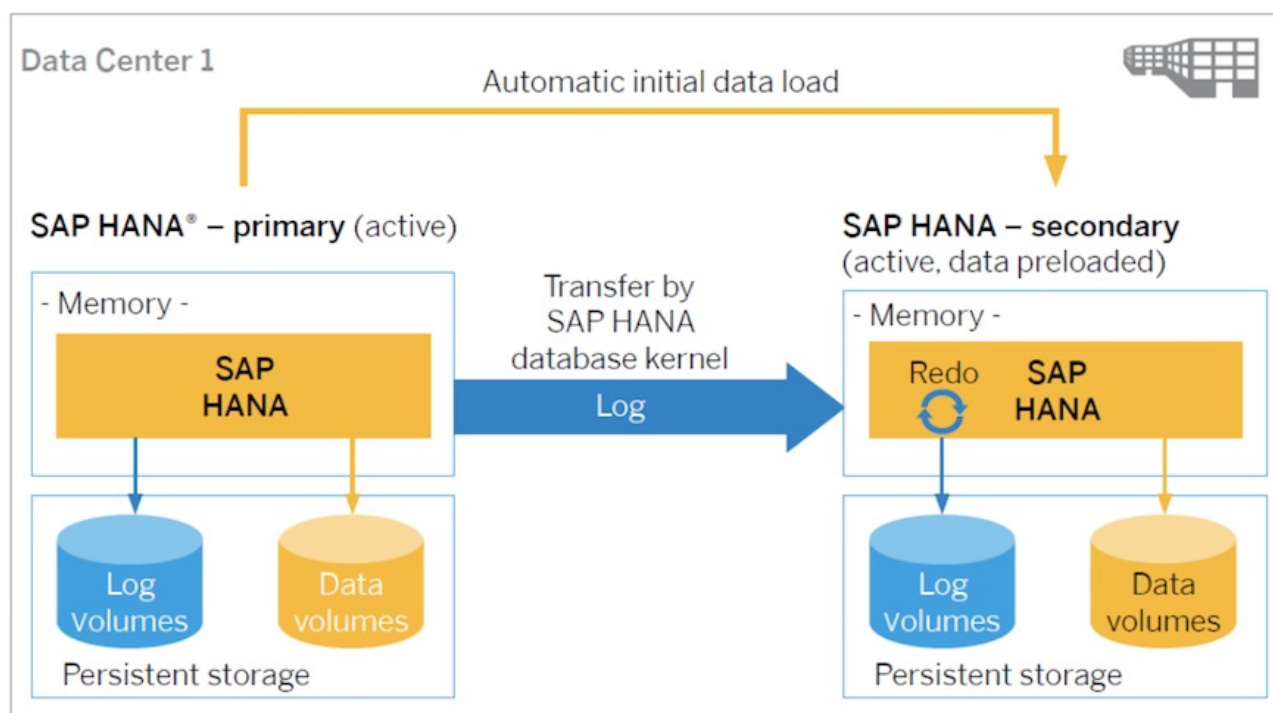 Data Center 1
Automatic initial data load
SAP HANA® – primary (active)
- Memory -
SAP
HANA
Log
volumes
Data
volumes
Persistent storage
Transfer by
SAP HANA
database kernel
Log
SAP HANA – secondary
(active, data preloaded)
- Memory -
Redo
SAP
HANA
Log
volumes
Data
volumes
Persistent storage